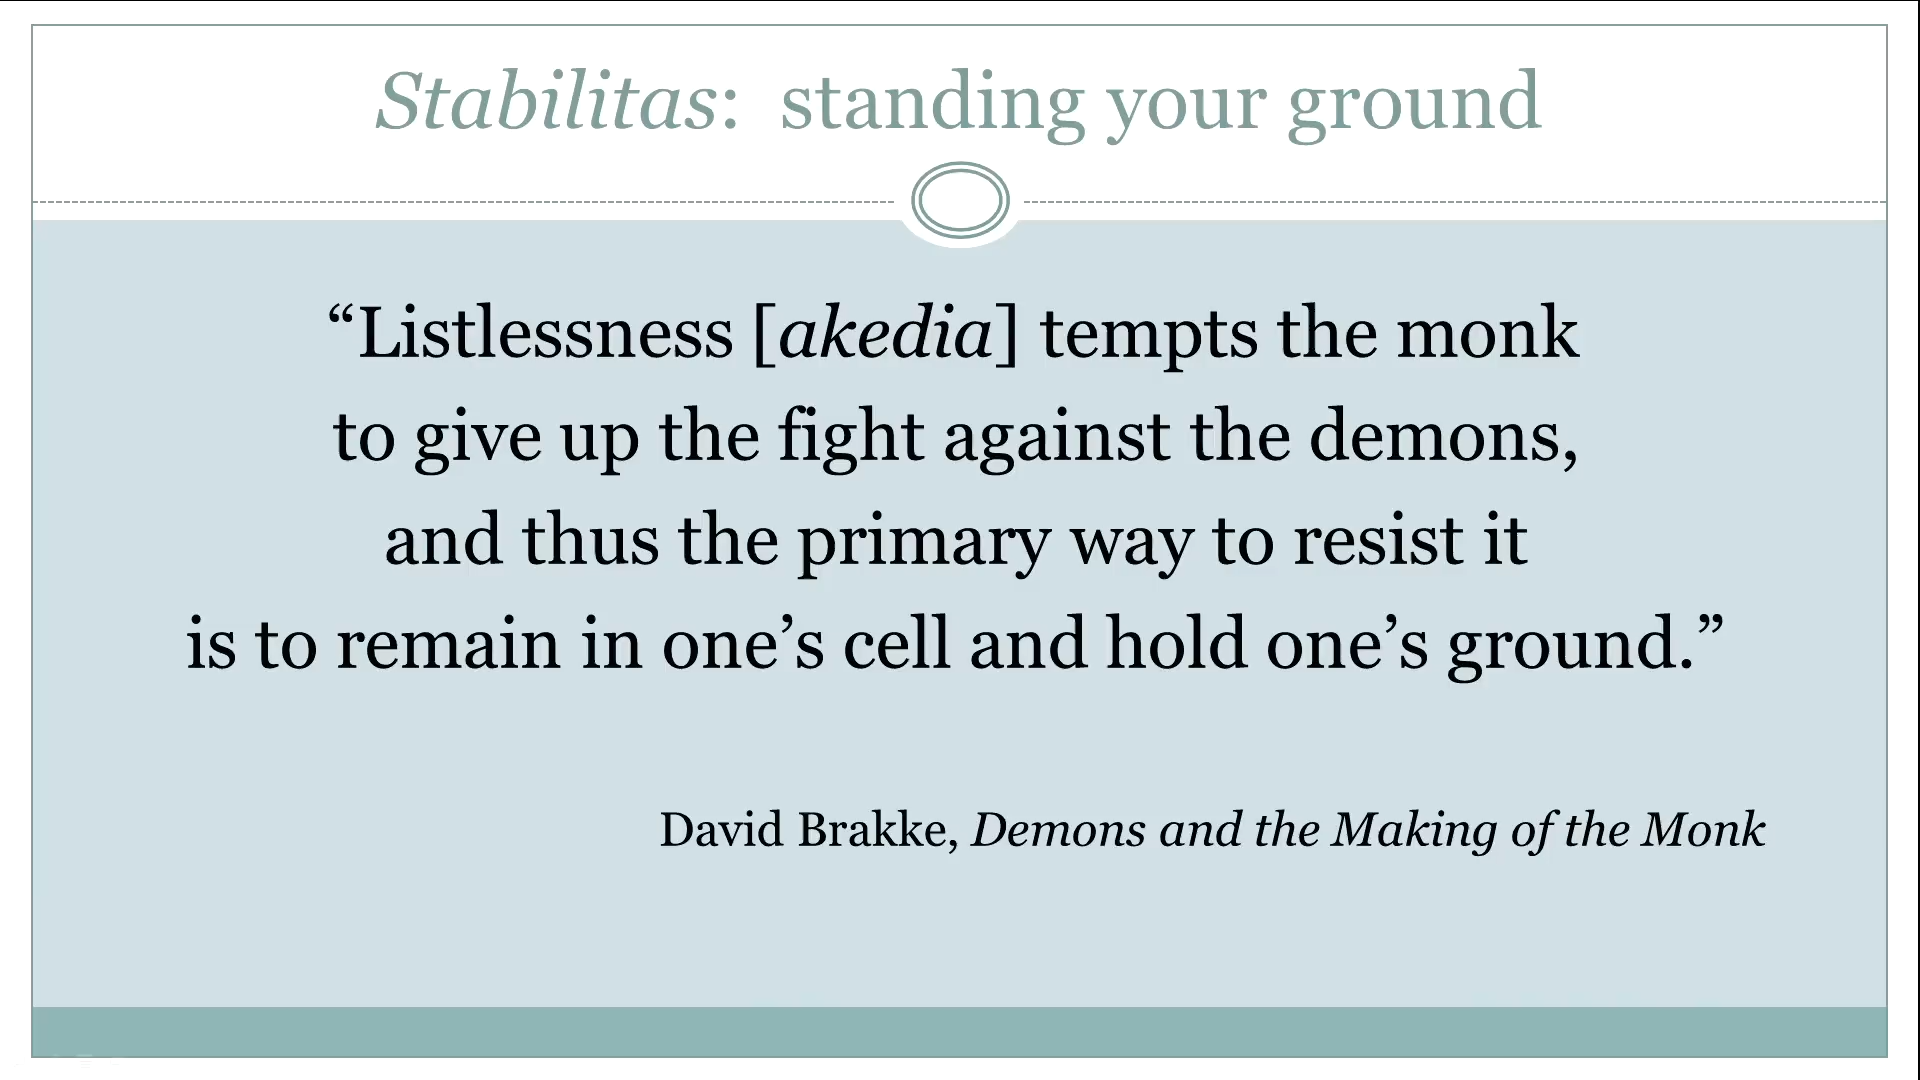 Stabilitas: standing your ground
“Listlessness [akedia] tempts the monk
to give up the fight against the demons,
and thus the primary way to resist it
is to remain in one’s cell and hold one’s ground.”
David Brakke, Demons and the Making of the Monk